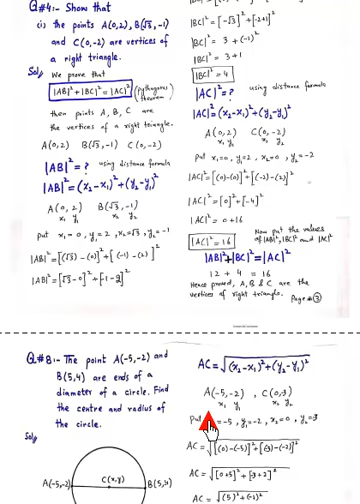 Q.#4:- Show that
(i) the points A(0,2), B(√3,-1)
and C(0,-2) are vertices of
a right triangle.
Sol/ We prove that
|AB|²+|BC|²=|AC|² (pythagoras theorem
then points A, B, C are
the vertices of a right triangle.
A(0,2) B(√3,-1) C(0,-2)
|AB|²=? using distance formula
|AB|²=(x₂-x₁)²+(y₂-y₁)²
A(0,2) B(√3,-1)
x₁ y₁ x₂ y₂
put x₁=0, y₁=2, x₂=√3, y₂=-1
|AB|²=[(√3)-(0)]²+[(-1)-(2)]²
|AB|²=[√3-0]²+[-1-2]²
|BC|²=[-√3]²+[-2+1]²
|BC|²=3+(-1)²
|BC|²=3+1
|BC|²=4
|AC|²=? using distance formula
|AC|²=(x₂-x₁)²+(y₂-y₁)²
A(0,2) C(0,-2)
x₁ y₁ x₂ y₂
put x₁=0, y₁=2, x₂=0, y₂=-2
|AC|²=[(0)-(0)]²+[(-2)-(2)]²
|AC|²=[0]²+[-4]²
|AC|²=0+16
|AC|²=16 Now put the values
of |AB|², |BC|² and |AC|²
|AB|²+|BC|²=|AC|²
12+4=16
Hence proved, A, B & C are the
vertices of right triangle.
Page #③
Q.#8:- The point A(-5,-2) and
B(5,4) are ends of a
diameter of a circle. Find
the centre and radius of
the circle.
Sol/
A(-5,-2) C(x,y) B(5,4)
AC=√(x₂-x₁)²+(y₂-y₁)²
A(-5,-2), C(0,-3)
x₁ y₁ x₂ y₂
Put =-5, y₁=-2, x₂=0, y₂=-3
AC=√[(0)-(-5)]²+[(-3)-(-2)]²
AC=√[0+5]²+[-3+2]²
AC=√(5)²+(-2)²